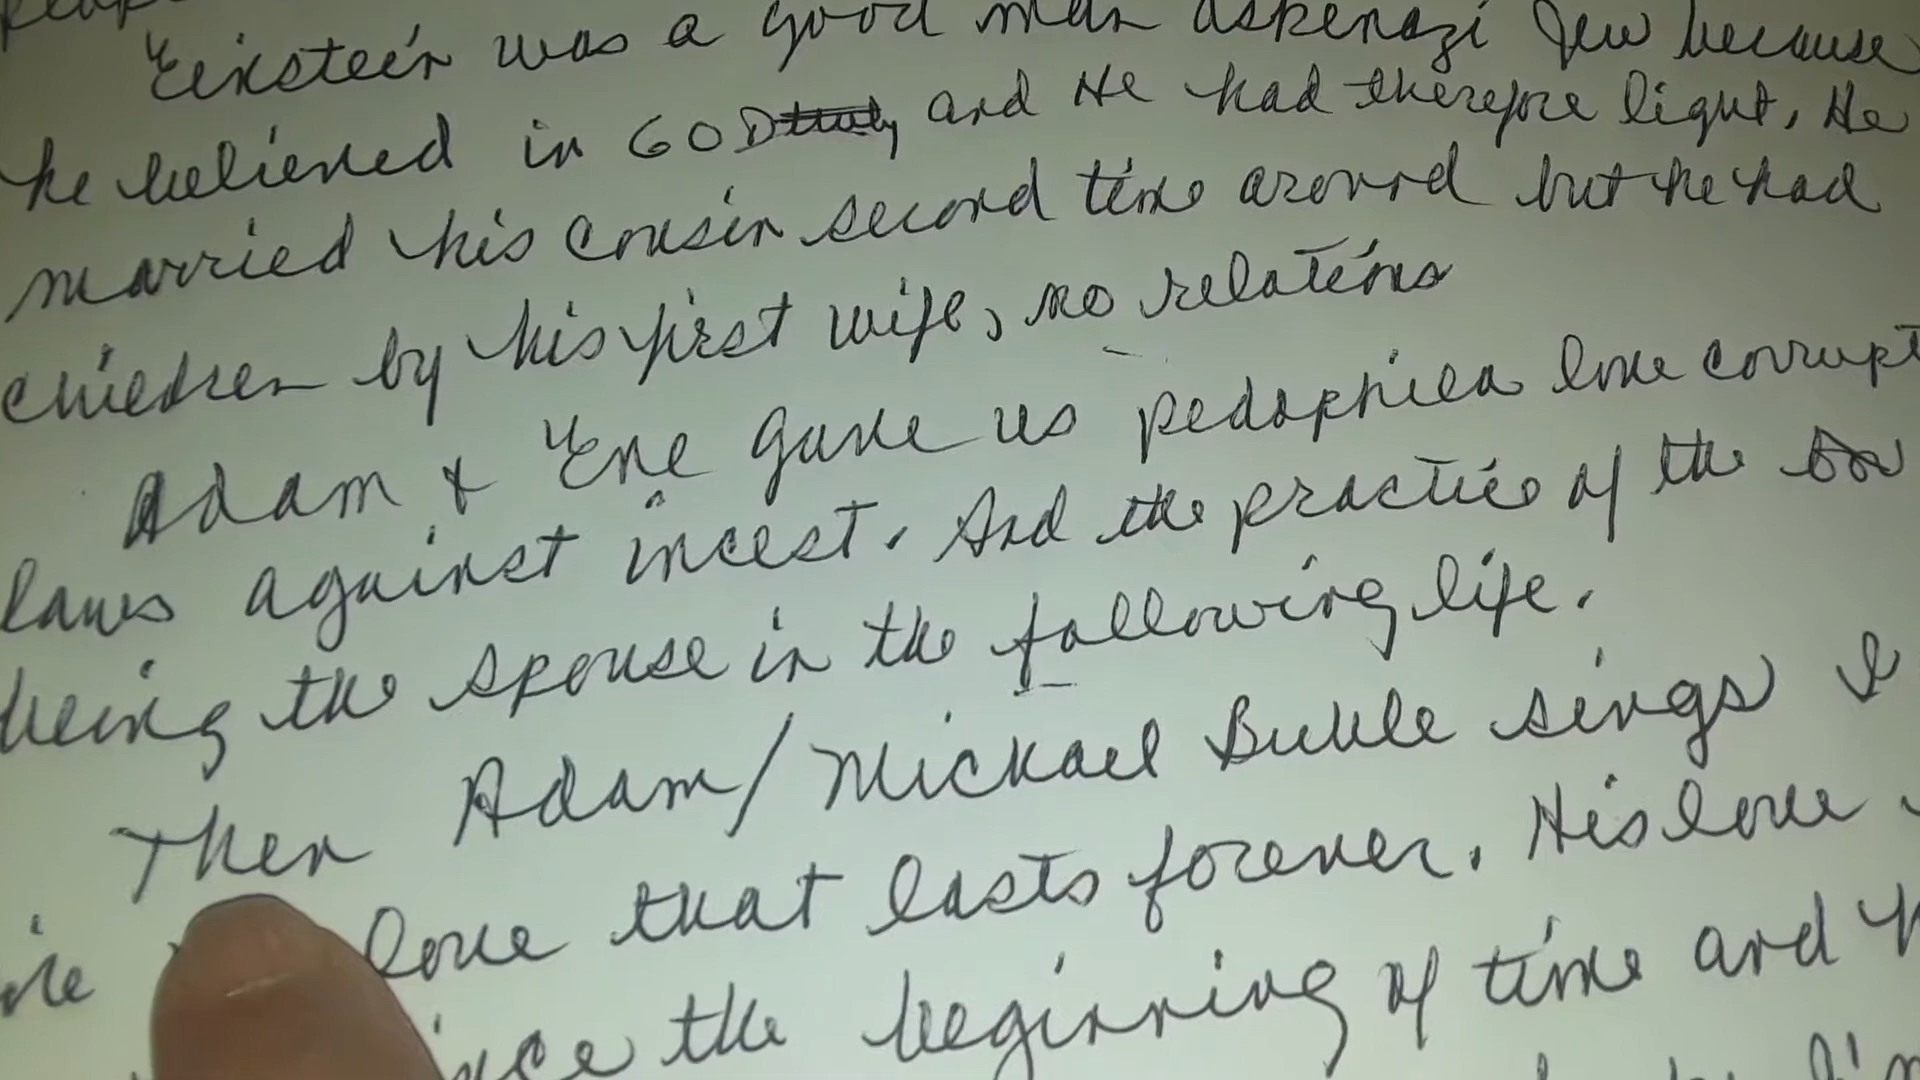 Einstein was a good man askenazi Jew because
he believed in GOD and He had therefore light. He
married his cousin second time around but he had
children by his first wife, no relations
Adam & Eve gave us pedophiea love corrupt
laws against incest. And the practice of the
being the spouse in the following life.
Then Adam/Mickael Buble sings I
love that lasts forever. His love
the beginning of time and